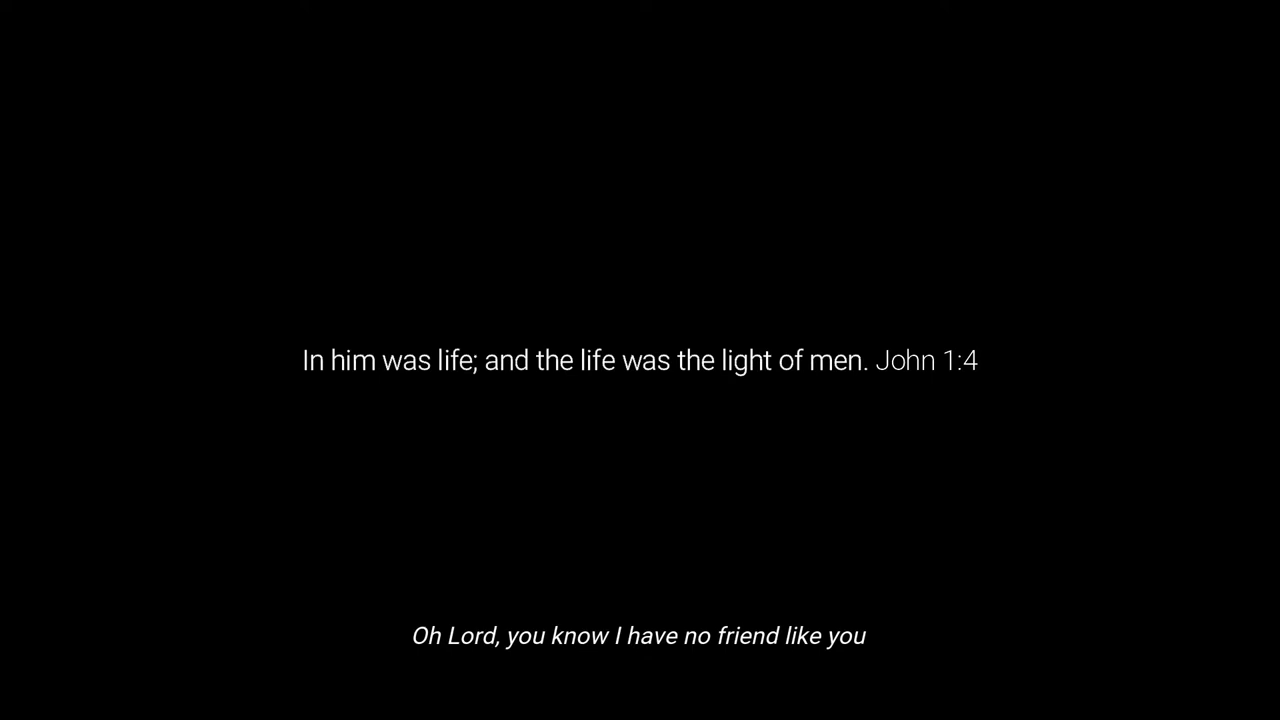 In him was life; and the life was the light of men. John 1:4
Oh Lord, you know I have no friend like you